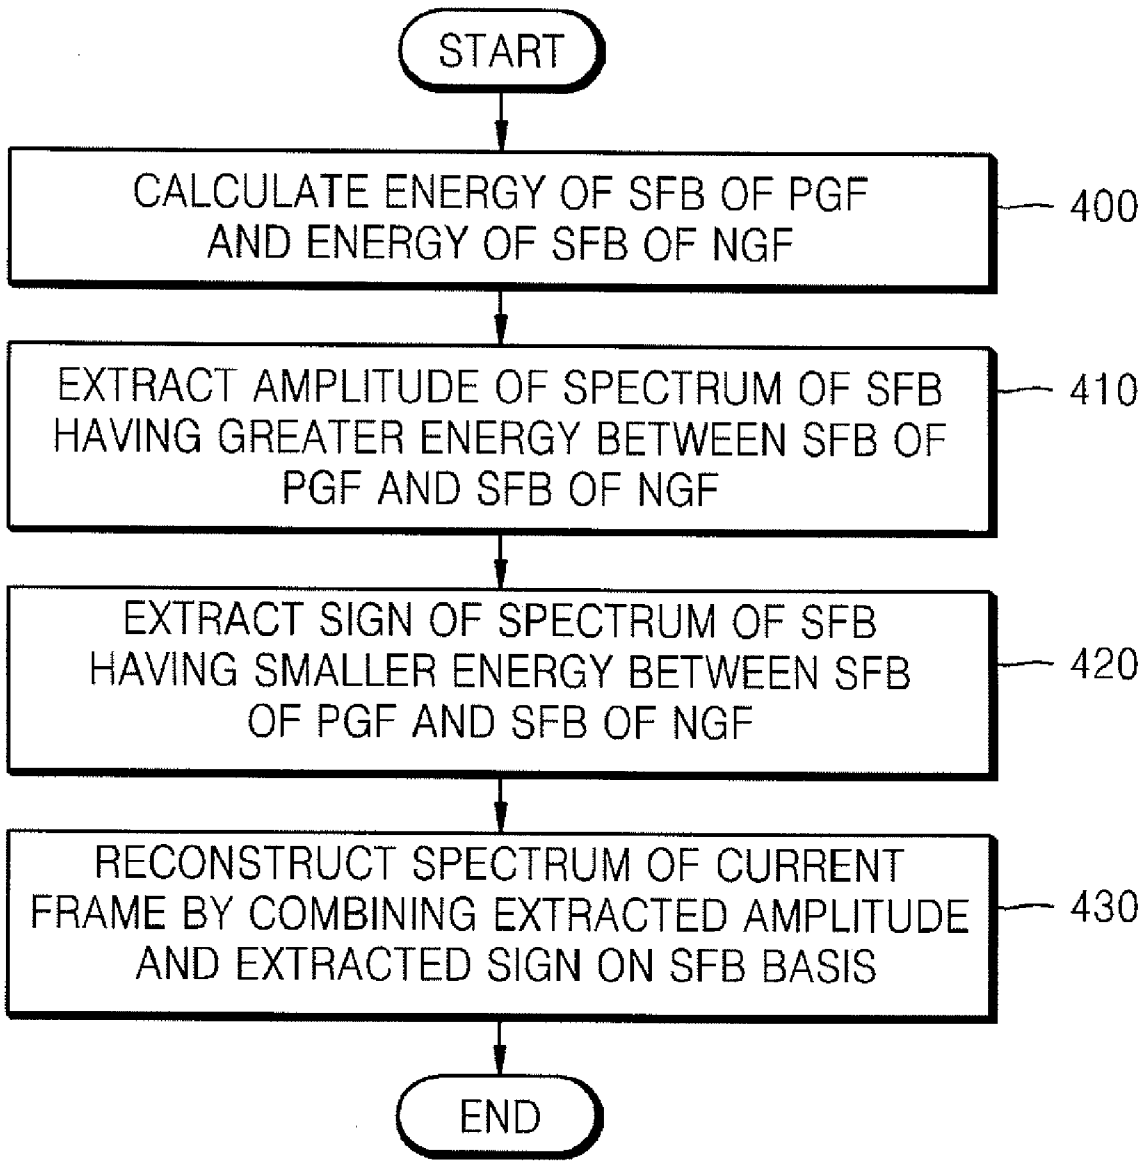 START
CALCULATE ENERGY OF SFB OF PGF
AND ENERGY OF SFB OF NGF
400
EXTRACT AMPLITUDE OF SPECTRUM OF SFB
HAVING GREATER ENERGY BETWEEN SFB OF
PGF AND SFB OF NGF
410
EXTRACT SIGN OF SPECTRUM OF SFB
HAVING SMALLER ENERGY BETWEEN SFB
OF PGF AND SFB OF NGF
420
RECONSTRUCT SPECTRUM OF CURRENT
FRAME BY COMBINING EXTRACTED AMPLITUDE
AND EXTRACTED SIGN ON SFB BASIS
430
END